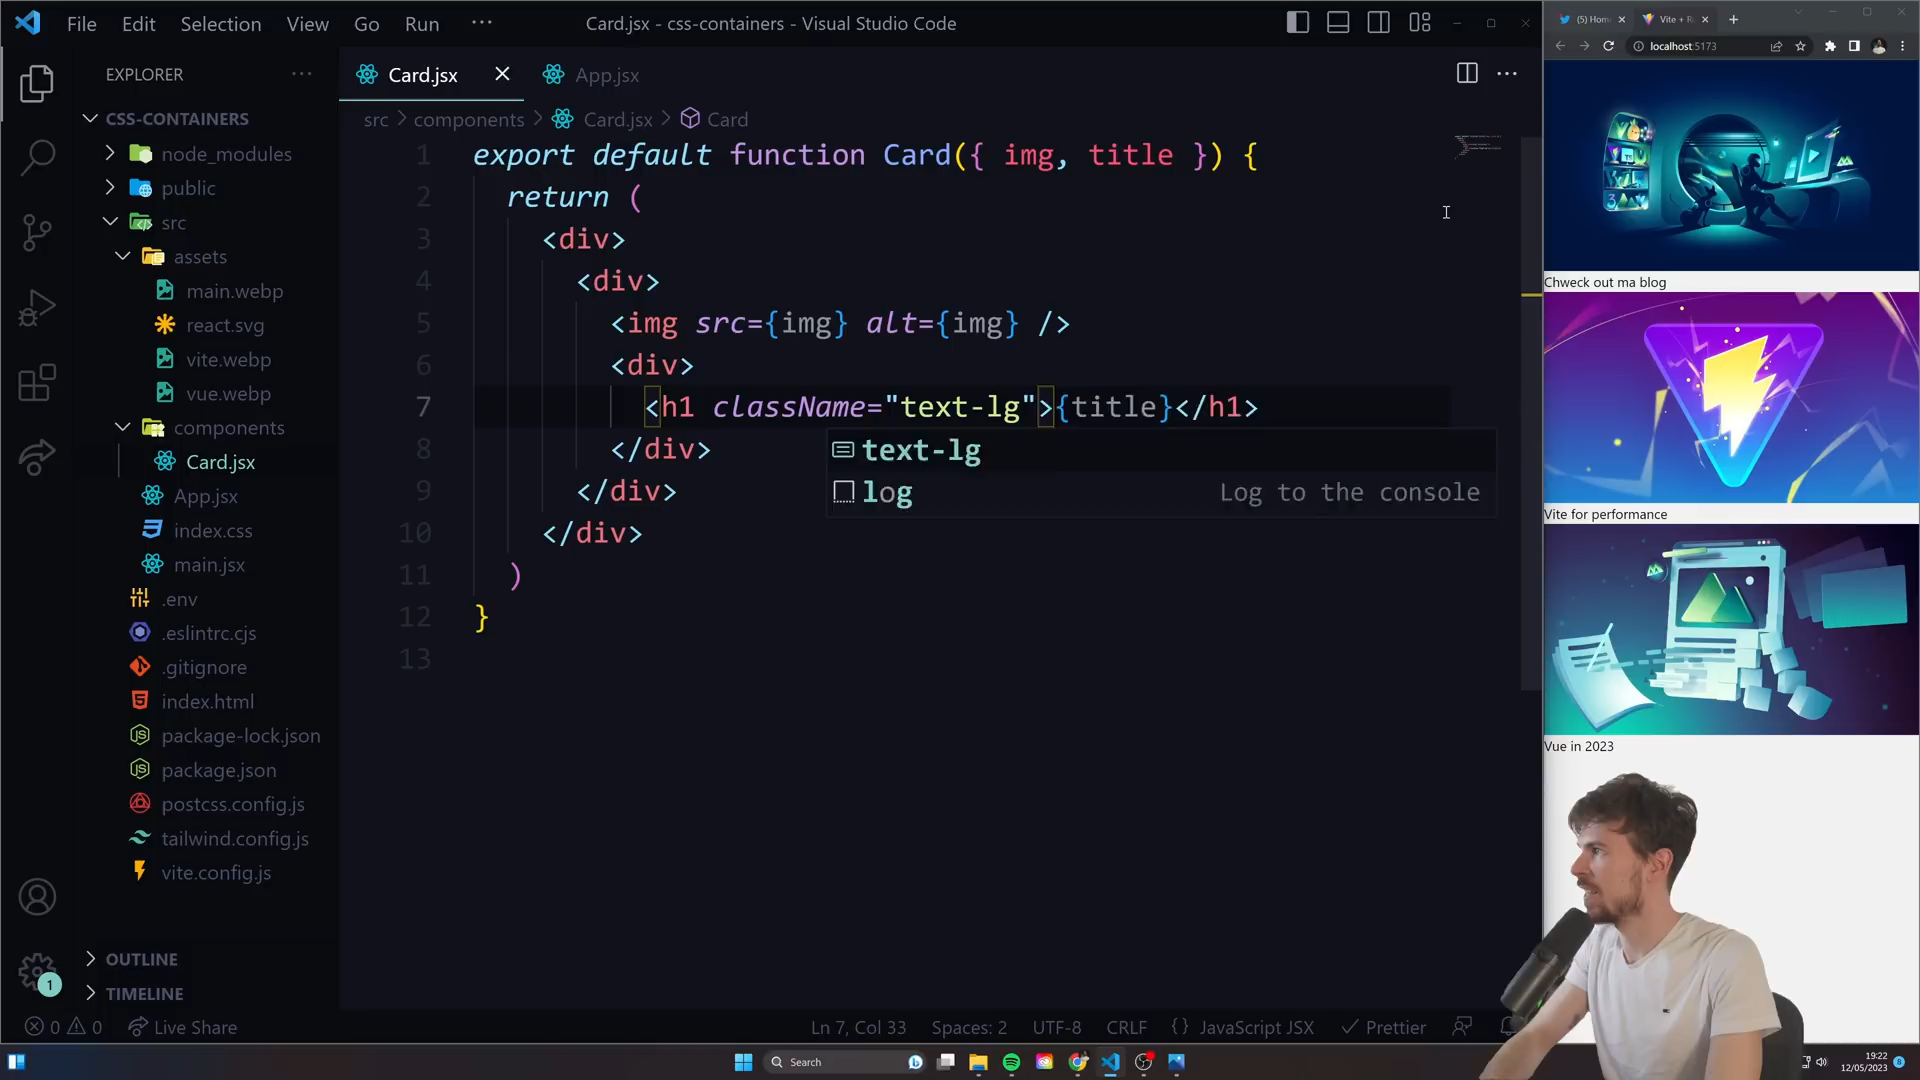 File Edit Selection View Go Run ···
Card.jsx - css-containers - Visual Studio Code
EXPLORER
CSS-CONTAINERS
node_modules
public
src
assets
main.webp
react.svg
vite.webp
vue.webp
components
Card.jsx
App.jsx
index.css
main.jsx
.env
.eslintrc.cjs
.gitignore
index.html
package-lock.json
package.json
postcss.config.js
tailwind.config.js
vite.config.js
OUTLINE
TIMELINE
1
Card.jsx App.jsx
src > components > Card.jsx > Card
1 export default function Card({ img, title }) {
2 return (
3 <div>
4 <div>
5 <img src={img} alt={img} />
6 <div>
7 <h1 className="text-lg">{title}</h1>
8 </div>
9 </div>
10 </div>
11 )
12 }
13
text-lg
log Log to the console
0 0 Live Share
Ln 7, Col 33 Spaces: 2 UTF-8 CRLF {} JavaScript JSX Prettier
(5) Hom
Vite + R
localhost:5173
Chweck out ma blog
Vite for performance
Vue in 2023
Search
19:22
12/05/2023
8